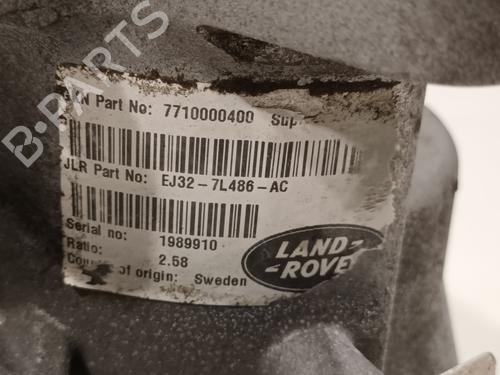 B-PARTS
GKN Part No: 7710000400
JLR Part No: EJ32-7L486-AC
Serial no: 1989910
Ratio: 2.58
of origin: Sweden
LAND-
-ROVER